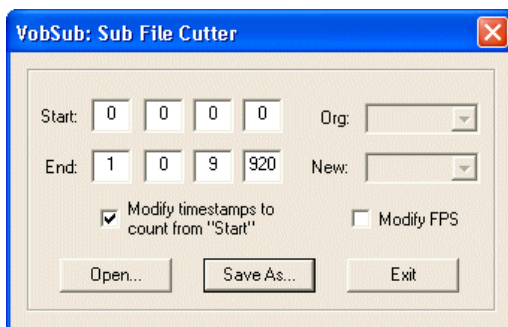 VobSub: Sub File Cutter
Start: 0 0 0 0 Org:
End: 1 0 9 920 New:
Modify timestamps to
count from "Start"
Modify FPS
Open... Save As... Exit